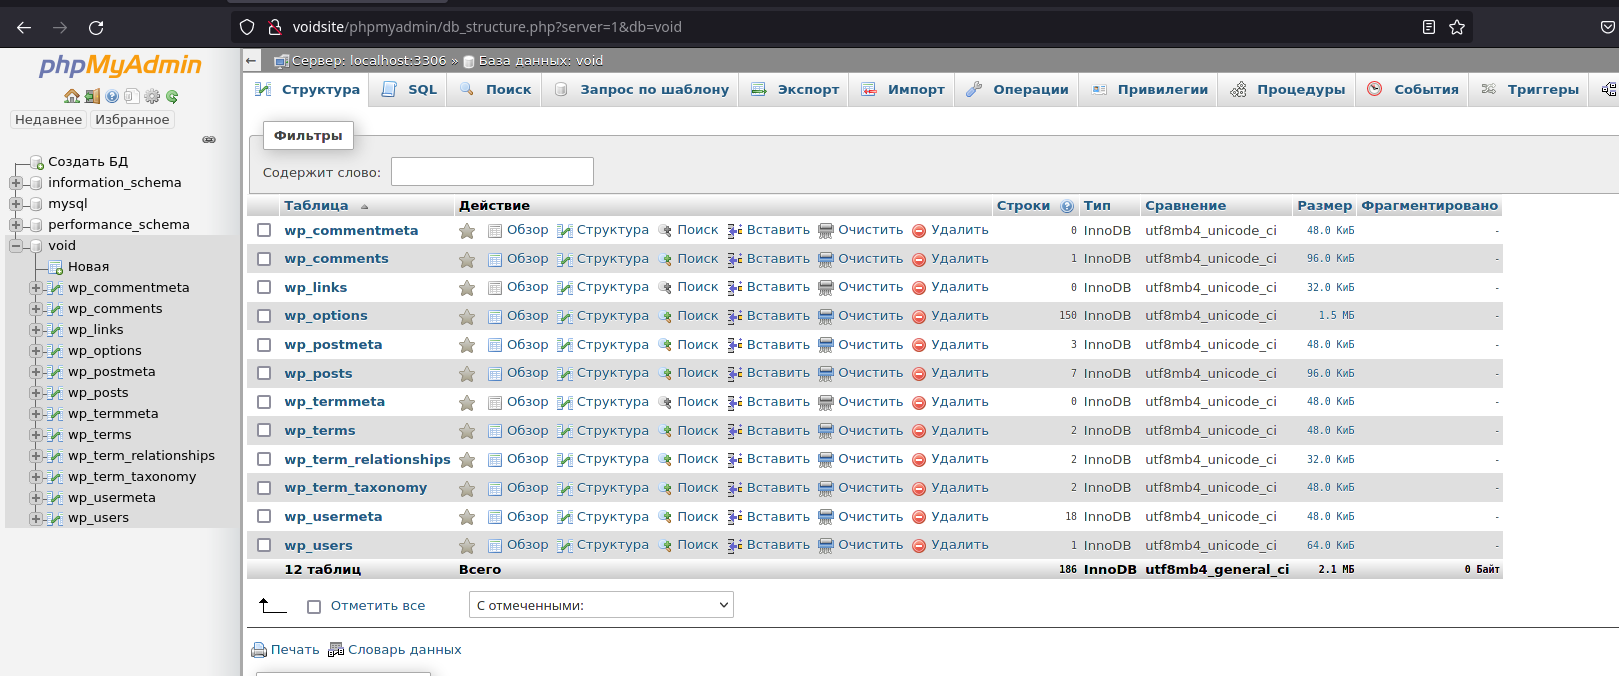 voidsite/phpmyadmin/db_structure.php?server=1&db=void
phpMyAdmin
Недавнее Избранное
Создать БД
information_schema
mysql
performance_schema
void
Новая
wp_commentmeta
wp_comments
wp_links
wp_options
wp_postmeta
wp_posts
wp_termmeta
wp_terms
wp_term_relationships
wp_term_taxonomy
wp_usermeta
wp_users
Сервер: localhost:3306 » База данных: void
Структура SQL Поиск Запрос по шаблону Экспорт Импорт Операции Привилегии Процедуры События Триггеры
Фильтры
Содержит слово:
Таблица Действие Строки Тип Сравнение Размер Фрагментировано
wp_commentmeta Обзор Структура Поиск Вставить Очистить Удалить 0 InnoDB utf8mb4_unicode_ci 48.0 КиБ -
wp_comments Обзор Структура Поиск Вставить Очистить Удалить 1 InnoDB utf8mb4_unicode_ci 96.0 КиБ -
wp_links Обзор Структура Поиск Вставить Очистить Удалить 0 InnoDB utf8mb4_unicode_ci 32.0 КиБ -
wp_options Обзор Структура Поиск Вставить Очистить Удалить 150 InnoDB utf8mb4_unicode_ci 1.5 МБ -
wp_postmeta Обзор Структура Поиск Вставить Очистить Удалить 3 InnoDB utf8mb4_unicode_ci 48.0 КиБ -
wp_posts Обзор Структура Поиск Вставить Очистить Удалить 7 InnoDB utf8mb4_unicode_ci 96.0 КиБ -
wp_termmeta Обзор Структура Поиск Вставить Очистить Удалить 0 InnoDB utf8mb4_unicode_ci 48.0 КиБ -
wp_terms Обзор Структура Поиск Вставить Очистить Удалить 2 InnoDB utf8mb4_unicode_ci 48.0 КиБ -
wp_term_relationships Обзор Структура Поиск Вставить Очистить Удалить 2 InnoDB utf8mb4_unicode_ci 32.0 КиБ -
wp_term_taxonomy Обзор Структура Поиск Вставить Очистить Удалить 2 InnoDB utf8mb4_unicode_ci 48.0 КиБ -
wp_usermeta Обзор Структура Поиск Вставить Очистить Удалить 18 InnoDB utf8mb4_unicode_ci 48.0 КиБ -
wp_users Обзор Структура Поиск Вставить Очистить Удалить 1 InnoDB utf8mb4_unicode_ci 64.0 КиБ -
12 таблиц Всего 186 InnoDB utf8mb4_general_ci 2.1 МБ 0 Байт
Отметить все С отмеченными:
Печать Словарь данных